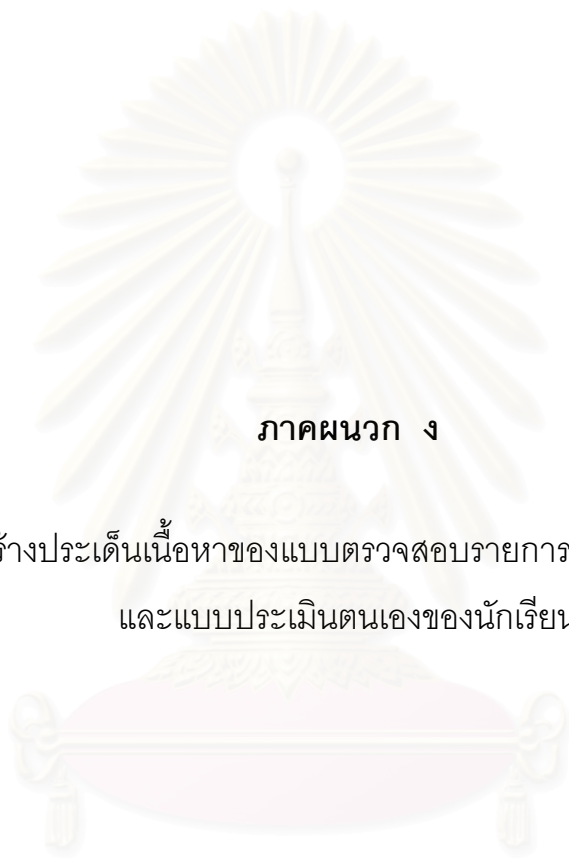 ภาคผนวก ง
ร้างประเด็นเนื้อหาของแบบตรวจสอบรายการ
และแบบประเมินตนเองของนักเรียน